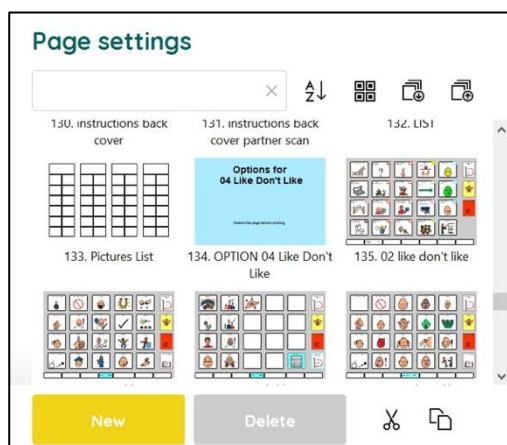 Page settings
A
Z
130. instructions back
cover
131. instructions back
cover partner scan
132. LIST
Options for
04 Like Don't Like
133. Pictures List
134. OPTION 04 Like Don't
Like
135. 02 like don't like
New
Delete